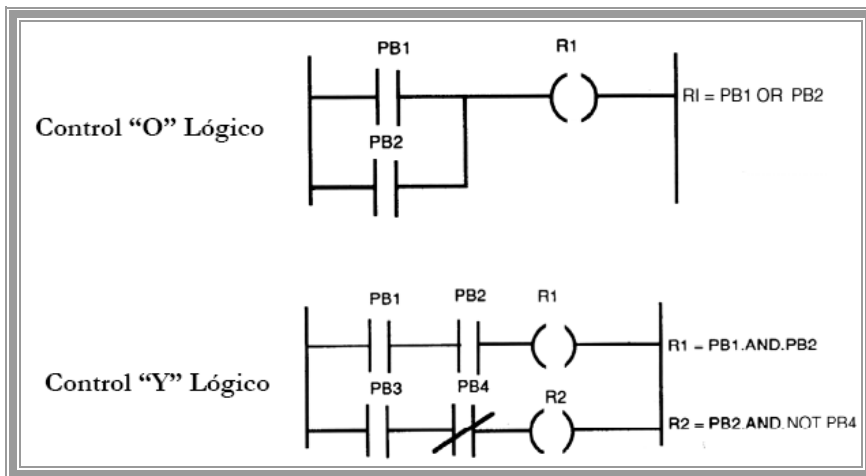 PB1
R1
RI = PB1 OR PB2
Control “O” Lógico
PB2
PB1
PB2
R1
R1 = PB1.AND.PB2
Control “Y” Lógico
PB3
PB4
R2
R2 = PB2.AND.NOT PB4